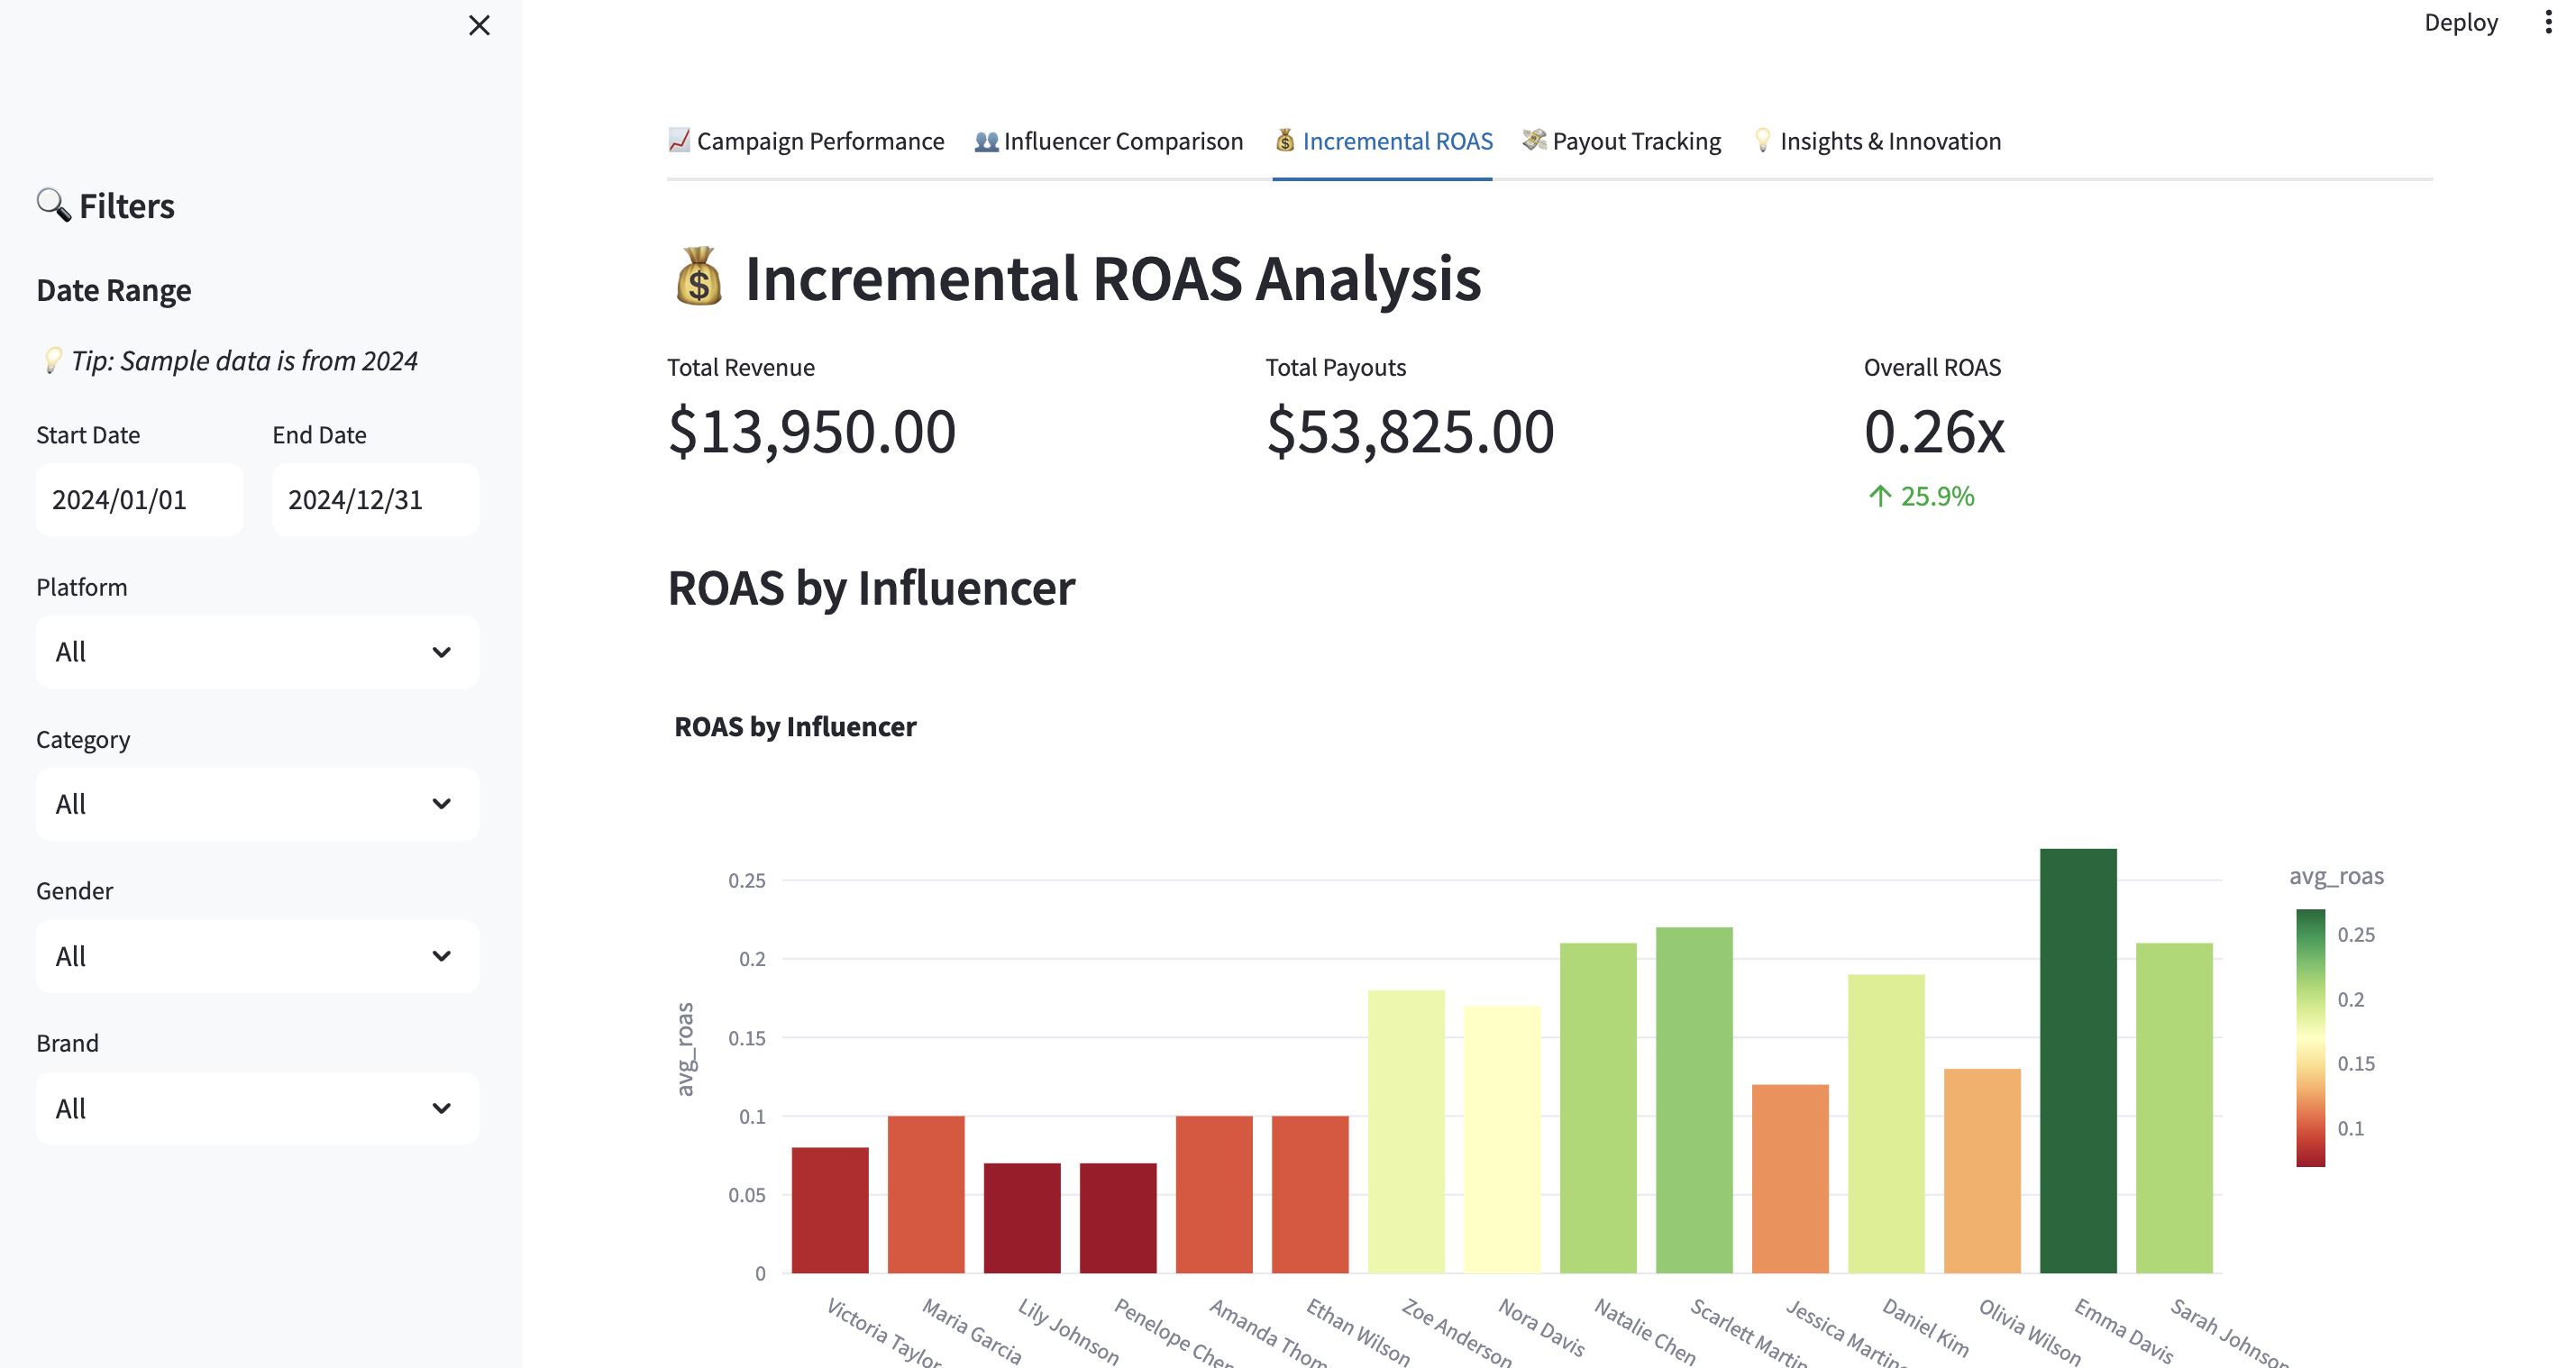 Deploy
📈 Campaign Performance 👥 Influencer Comparison 💰 Incremental ROAS 💸 Payout Tracking 💡 Insights & Innovation
🔍 Filters
Date Range
💡 Tip: Sample data is from 2024
Start Date End Date
2024/01/01 2024/12/31
Platform
All
Category
All
Gender
All
Brand
All
💰 Incremental ROAS Analysis
Total Revenue Total Payouts Overall ROAS
$13,950.00 $53,825.00 0.26x
↑ 25.9%
ROAS by Influencer
ROAS by Influencer
avg_roas
0.25
0.2
0.15
0.1
0.05
0
Victoria Taylor
Maria Garcia
Lily Johnson
Penelope Chen
Amanda Thom
Ethan Wilson
Zoe Anderson
Nora Davis
Natalie Chen
Scarlett Martin
Jessica Martin
Daniel Kim
Olivia Wilson
Emma Davis
Sarah Johnson
avg_roas
0.25
0.2
0.15
0.1